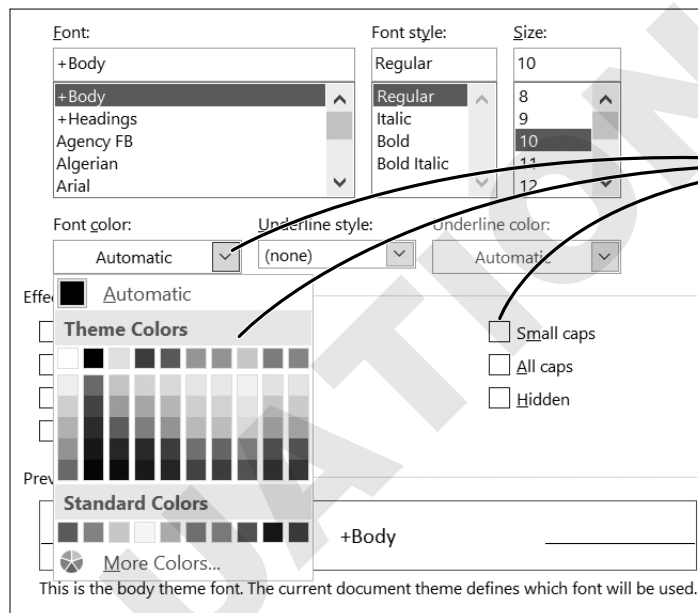 Font: Font style: Size:
+Body Regular 10
+Body Regular 8
+Headings Italic 9
Agency FB Bold 10
Algerian Bold Italic 11
Arial 12
Font color: Underline style: Underline color:
Automatic (none) Automatic
Automatic
Theme Colors
Small caps
All caps
Hidden
Standard Colors
+Body
More Colors...
This is the body theme font. The current document theme defines which font will be used.